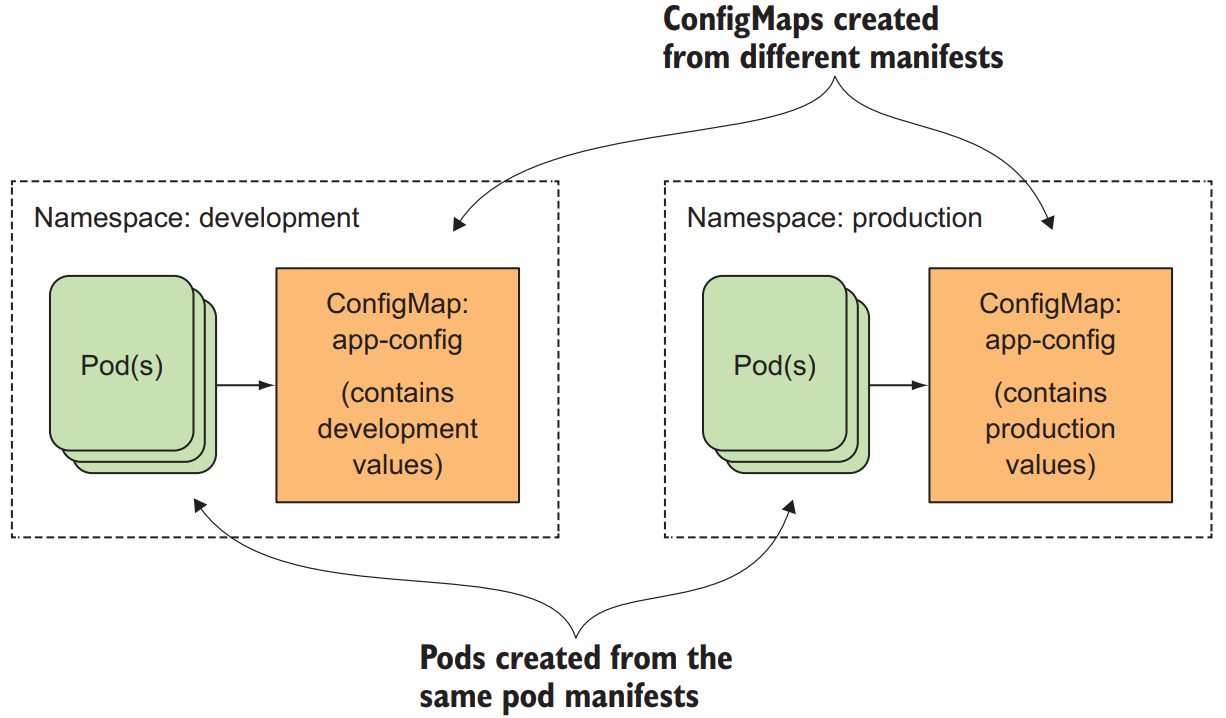 ConfigMaps created
from different manifests
Namespace: development
Pod(s)
ConfigMap:
app-config
(contains
development
values)
Namespace: production
Pod(s)
ConfigMap:
app-config
(contains
production
values)
Pods created from the
same pod manifests